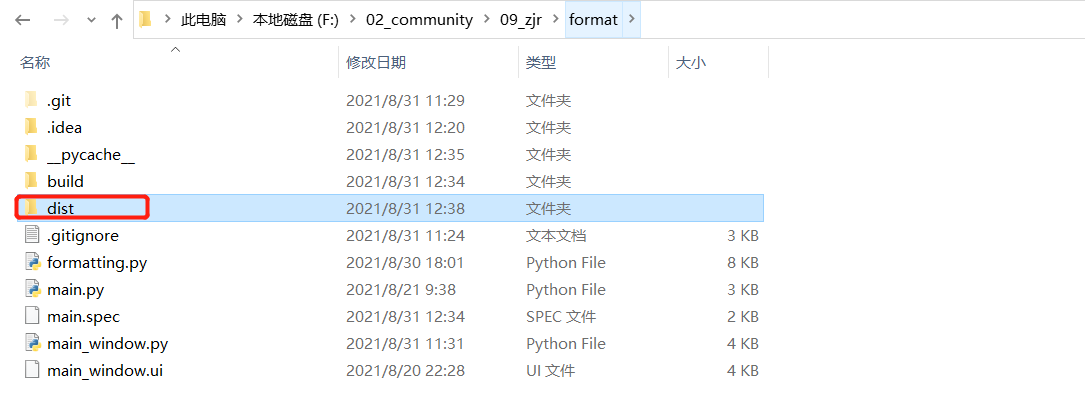 此电脑 本地磁盘 (F:) 02_community 09_zjr format
名称 修改日期 类型 大小
.git 2021/8/31 11:29 文件夹
.idea 2021/8/31 12:20 文件夹
__pycache__ 2021/8/31 12:35 文件夹
build 2021/8/31 12:34 文件夹
dist 2021/8/31 12:38 文件夹
.gitignore 2021/8/31 11:24 文本文档 3 KB
formatting.py 2021/8/30 18:01 Python File 8 KB
main.py 2021/8/21 9:38 Python File 3 KB
main.spec 2021/8/31 12:34 SPEC 文件 2 KB
main_window.py 2021/8/31 11:31 Python File 4 KB
main_window.ui 2021/8/20 22:28 UI 文件 4 KB